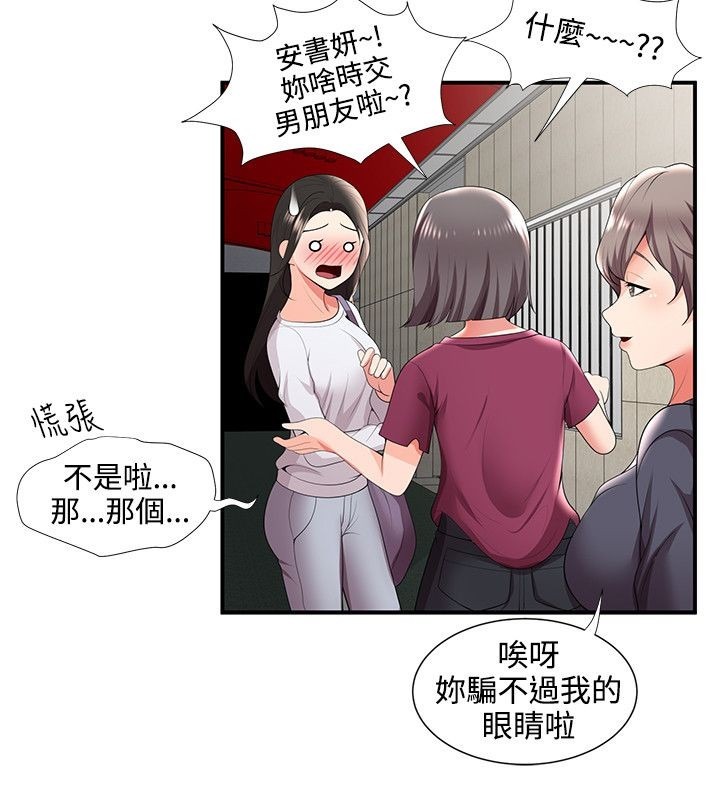 安書妍~!
妳啥時交
男朋友啦~?
什麼~~~??
慌張
不是啦...
那...那個...
唉呀
妳騙不過我的
眼睛啦